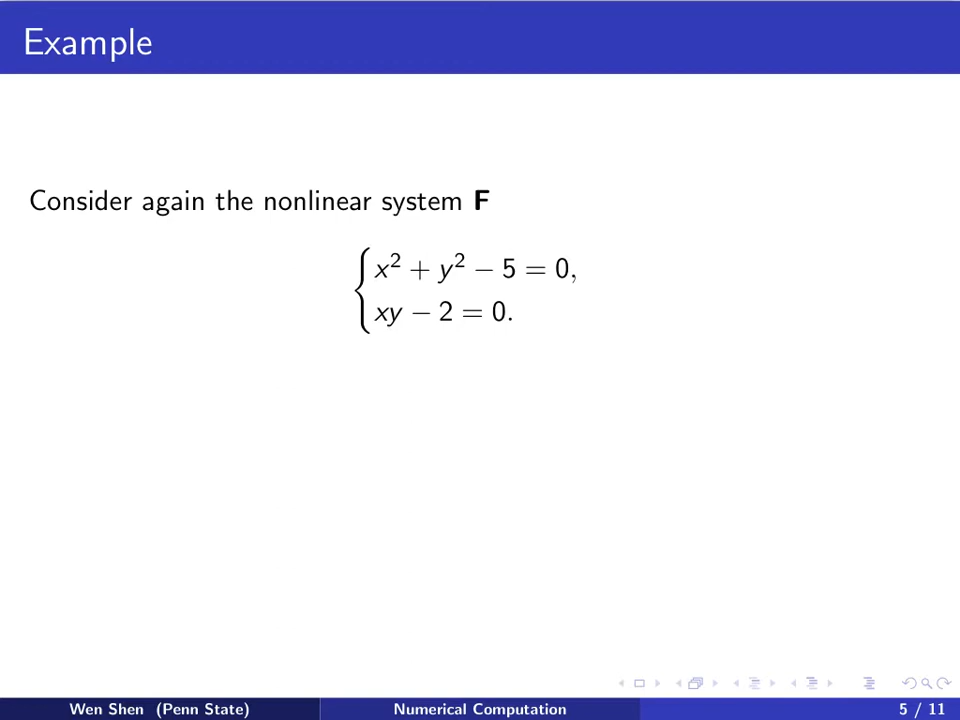 Example
Consider again the nonlinear system F
x² + y² − 5 = 0,
xy − 2 = 0.
Wen Shen (Penn State) Numerical Computation 5 / 11